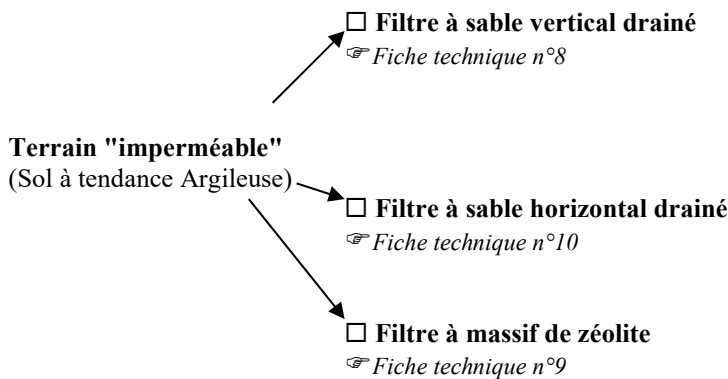 ☐ Filtre à sable vertical drainé
☞ Fiche technique n°8
Terrain "imperméable"
(Sol à tendance Argileuse)
☐ Filtre à sable horizontal drainé
☞ Fiche technique n°10
☐ Filtre à massif de zéolite
☞ Fiche technique n°9